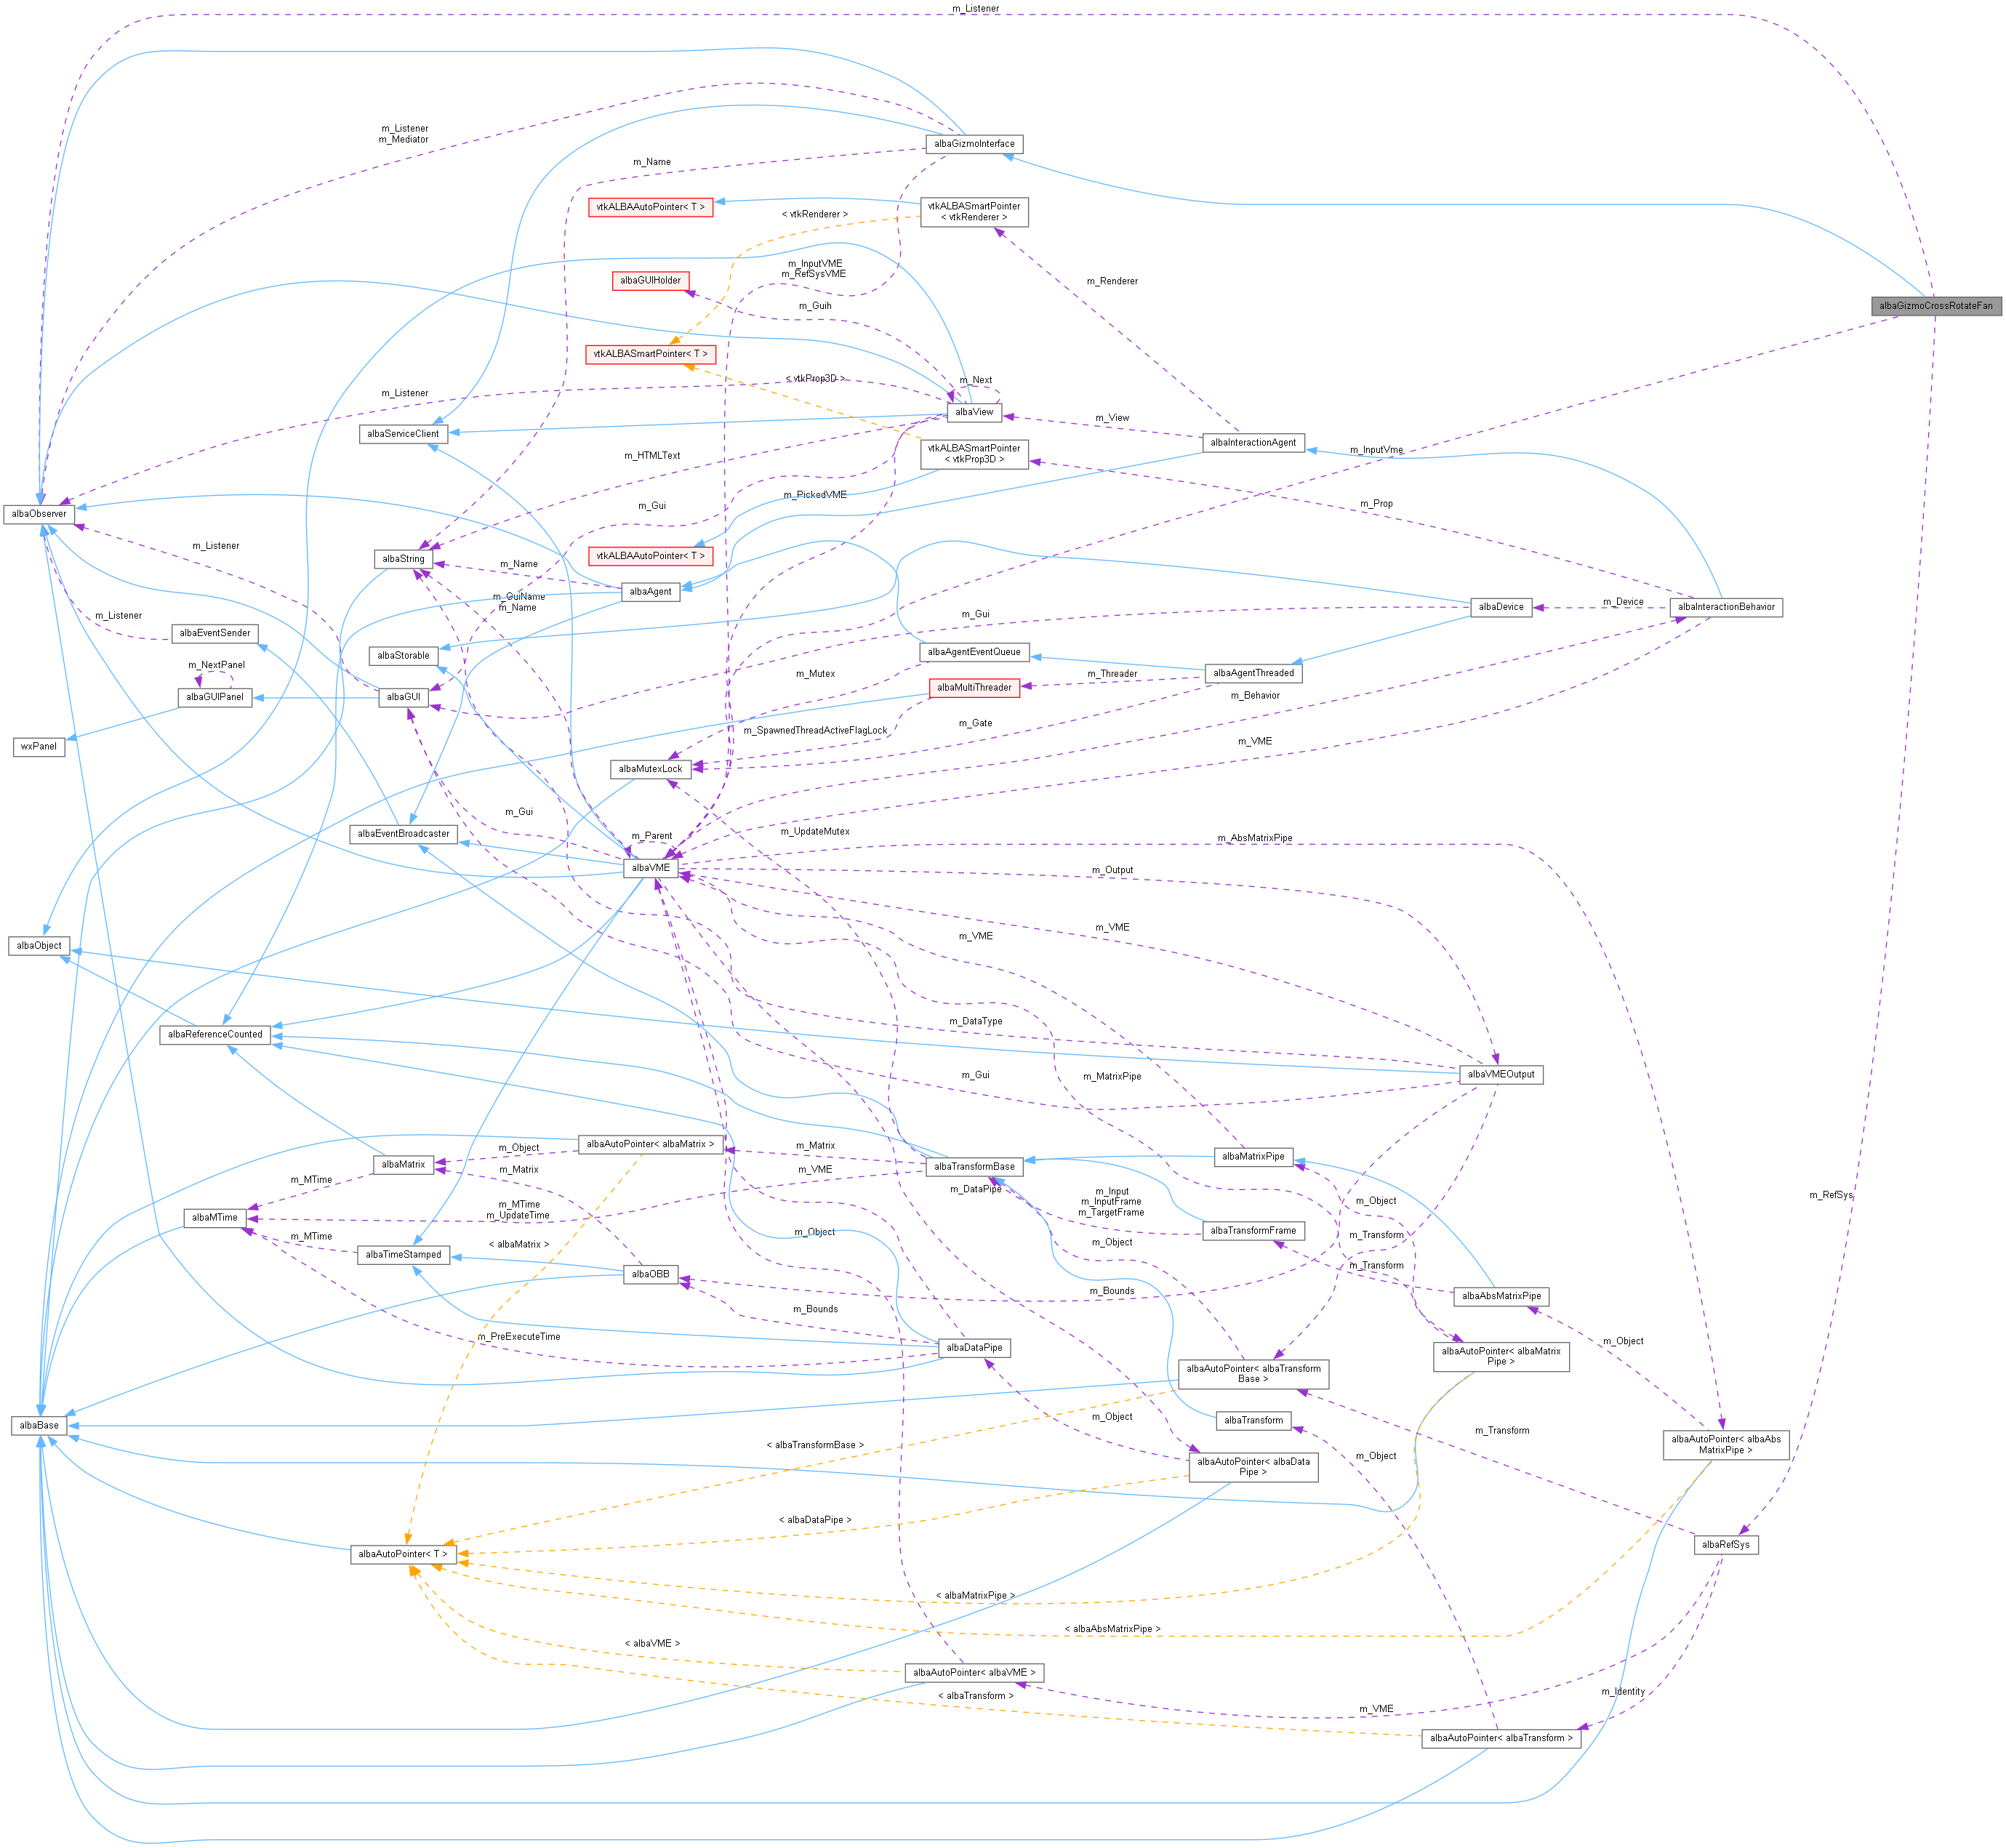 m_Listener
m_Listener
m_Mediator
albaGizmoInterface
m_Name
vtkALBAAutoPointer< T >
vtkALBASmartPointer
< vtkRenderer >
< vtkRenderer >
m_InputVME
m_RefSysVME
albaGUIHolder
m_Renderer
m_Guih
albaGizmoCrossRotateFan
vtkALBASmartPointer< T >
< vtkProp3D >
m_Next
m_Listener
albaView
m_View
albaServiceClient
albaInteractionAgent
m_InputVme
m_HTMLText
vtkALBASmartPointer
< vtkProp3D >
m_PickedVME
m_Gui
m_Prop
albaObserver
m_Listener
albaString
vtkALBAAutoPointer< T >
m_Name
albaAgent
m_GuiName
m_Name
m_Gui
albaDevice
m_Device
albaInteractionBehavior
m_Listener
albaEventSender
albaStorable
albaAgentEventQueue
m_NextPanel
albaGUIPanel
albaGUI
m_Mutex
albaMultiThreader
m_Threader
albaAgentThreaded
m_Behavior
m_SpawnedThreadActiveFlagLock
m_Gate
wxPanel
albaMutexLock
m_VME
m_Gui
albaEventBroadcaster
m_Parent
m_UpdateMutex
m_AbsMatrixPipe
albaVME
m_Output
albaObject
m_VME
m_VME
albaReferenceCounted
m_DataType
m_Gui
m_MatrixPipe
albaVMEOutput
albaAutoPointer< albaMatrix >
m_Object
m_Matrix
albaMatrix
m_Matrix
m_VME
albaTransformBase
albaMatrixPipe
m_MTime
m_DataPipe
m_Input
m_InputFrame
m_TargetFrame
m_Object
m_RefSys
albaMTime
m_MTime
m_UpdateTime
m_Object
albaTransformFrame
m_Transform
m_MTime
albaTimeStamped
< albaMatrix >
m_Object
m_Transform
albaOBB
m_Bounds
albaAbsMatrixPipe
m_Bounds
m_PreExecuteTime
albaDataPipe
m_Object
albaAutoPointer< albaMatrix
Pipe >
albaAutoPointer< albaTransform
Base >
albaBase
m_Object
albaTransform
m_Transform
albaAutoPointer< albaAbs
MatrixPipe >
< albaTransformBase >
m_Object
albaAutoPointer< albaData
Pipe >
< albaDataPipe >
albaAutoPointer< T >
albaRefSys
< albaMatrixPipe >
< albaAbsMatrixPipe >
< albaVME >
albaAutoPointer< albaVME >
< albaTransform >
m_Identity
m_VME
albaAutoPointer< albaTransform >